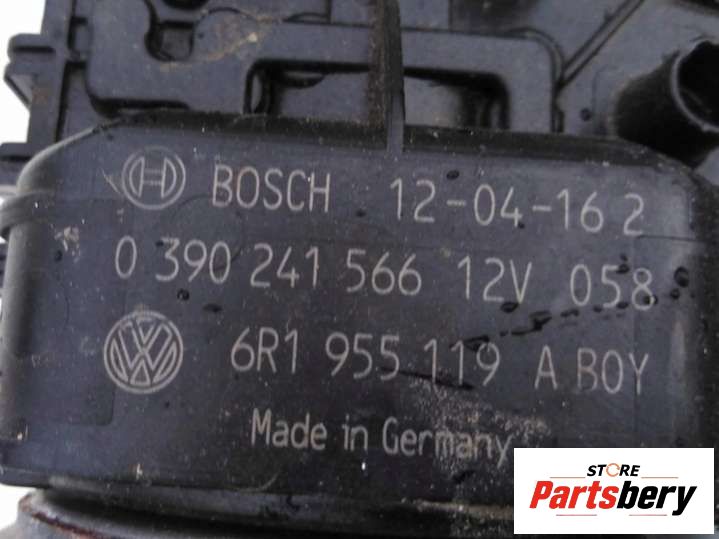 BOSCH 12-04-16 2
0 390 241 566 12V 058
6R1 955 119 A BOY
Made in Germany
STORE
Partsbery